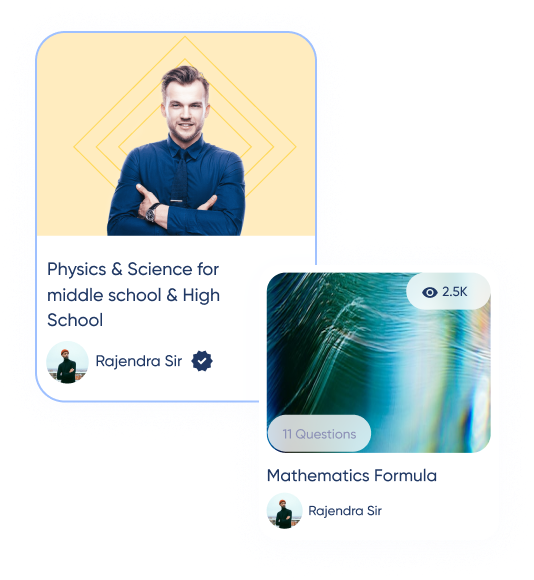 Physics & Science for
middle school & High
School
Rajendra Sir
2.5K
11 Questions
Mathematics Formula
Rajendra Sir